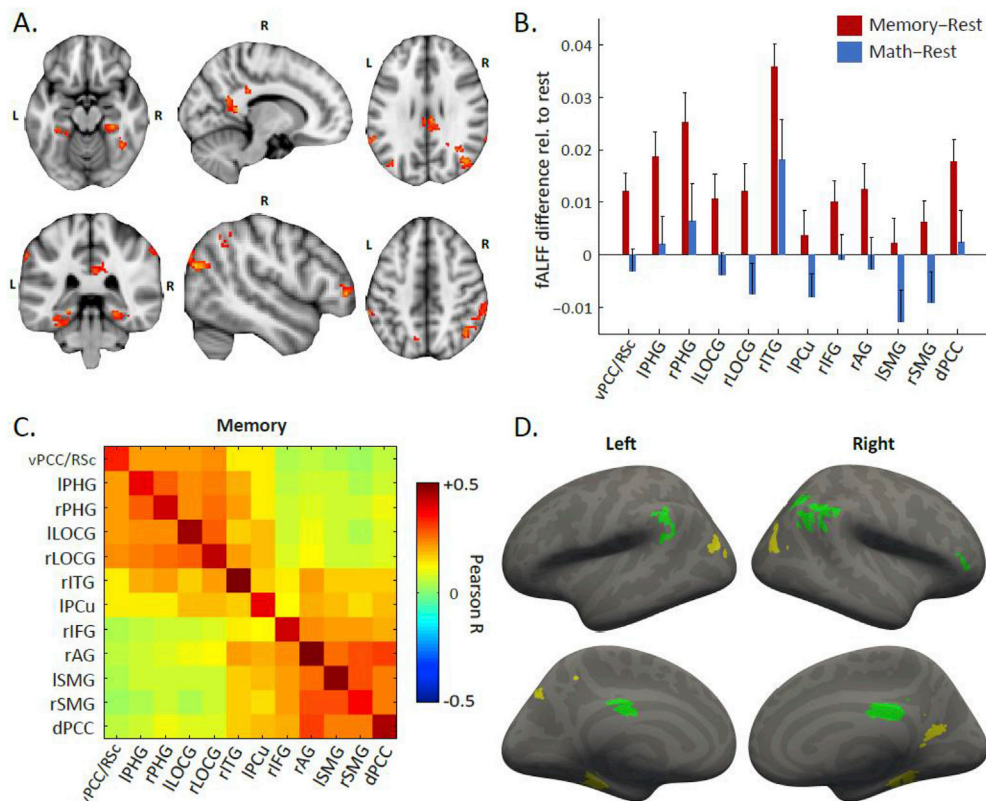 A.
R
L
R
L
R
R
L
R
L
R
B.
Memory–Rest
Math–Rest
fALFF difference rel. to rest
0.04
0.03
0.02
0.01
0
−0.01
vPCC/RSc
lPHG
rPHG
lLOCG
rLOCG
rITG
lPCu
rIFG
rAG
lSMG
rSMG
dPCC
C.
Memory
vPCC/RSc
lPHG
rPHG
lLOCG
rLOCG
rITG
lPCu
rIFG
rAG
lSMG
rSMG
dPCC
vPCC/RSc
lPHG
rPHG
lLOCG
rLOCG
rITG
lPCu
rIFG
rAG
lSMG
rSMG
dPCC
+0.5
0
-0.5
Pearson R
D.
Left
Right